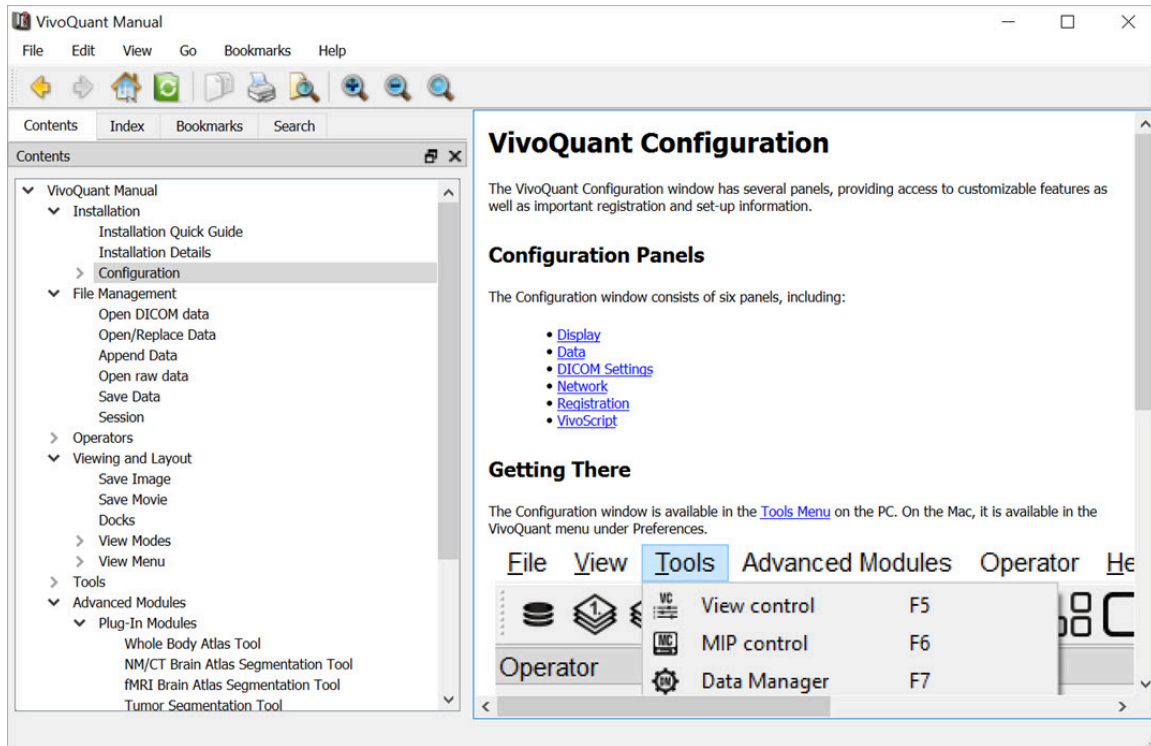 VivoQuant Manual
File Edit View Go Bookmarks Help
Contents Index Bookmarks Search
Contents
VivoQuant Manual
Installation
Installation Quick Guide
Installation Details
Configuration
File Management
Open DICOM data
Open/Replace Data
Append Data
Open raw data
Save Data
Session
Operators
Viewing and Layout
Save Image
Save Movie
Docks
View Modes
View Menu
Tools
Advanced Modules
Plug-In Modules
Whole Body Atlas Tool
NM/CT Brain Atlas Segmentation Tool
fMRI Brain Atlas Segmentation Tool
Tumor Segmentation Tool
VivoQuant Configuration
The VivoQuant Configuration window has several panels, providing access to customizable features as
well as important registration and set-up information.
Configuration Panels
The Configuration window consists of six panels, including:
• Display
• Data
• DICOM Settings
• Network
• Registration
• VivoScript
Getting There
The Configuration window is available in the Tools Menu on the PC. On the Mac, it is available in the
VivoQuant menu under Preferences.
File View Tools Advanced Modules Operator He
1.
VC View control F5
MC MIP control F6
Operator
DM Data Manager F7